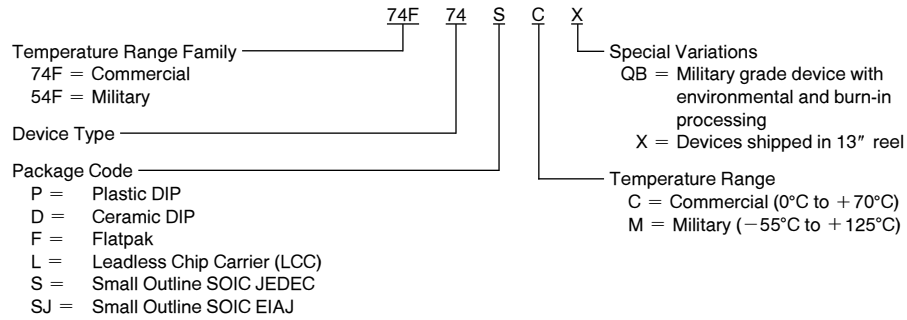 74F 74 S C X
Temperature Range Family
74F = Commercial
54F = Military
Device Type
Package Code
P = Plastic DIP
D = Ceramic DIP
F = Flatpak
L = Leadless Chip Carrier (LCC)
S = Small Outline SOIC JEDEC
SJ = Small Outline SOIC EIAJ
Special Variations
QB = Military grade device with
environmental and burn-in
processing
X = Devices shipped in 13″ reel
Temperature Range
C = Commercial (0°C to +70°C)
M = Military (−55°C to +125°C)